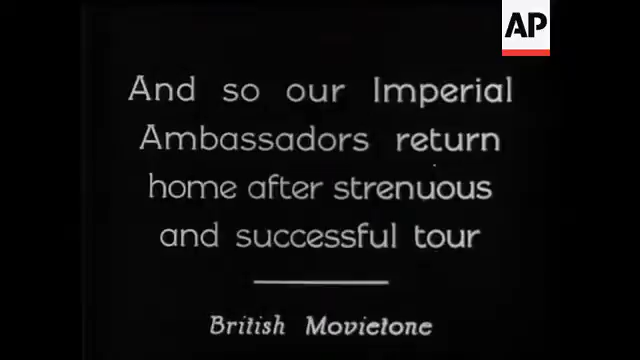 AP
And so our Imperial
Ambassadors return
home after strenuous
and successful tour
British Movietone